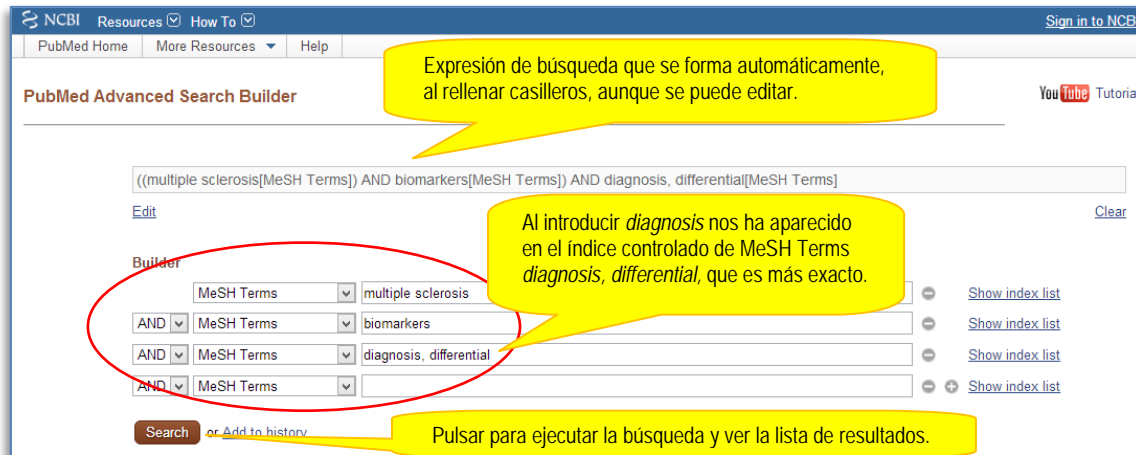 NCBI Resources How To Sign in to NCB
PubMed Home More Resources Help
Expresión de búsqueda que se forma automáticamente,
al rellenar casilleros, aunque se puede editar.
PubMed Advanced Search Builder
YouTube Tutoria
((multiple sclerosis[MeSH Terms]) AND biomarkers[MeSH Terms]) AND diagnosis, differential[MeSH Terms]
Edit
Clear
Al introducir diagnosis nos ha aparecido
en el índice controlado de MeSH Terms
diagnosis, differential, que es más exacto.
Builder
MeSH Terms multiple sclerosis Show index list
AND MeSH Terms biomarkers Show index list
AND MeSH Terms diagnosis, differential Show index list
AND MeSH Terms Show index list
Search or Add to history
Pulsar para ejecutar la búsqueda y ver la lista de resultados.